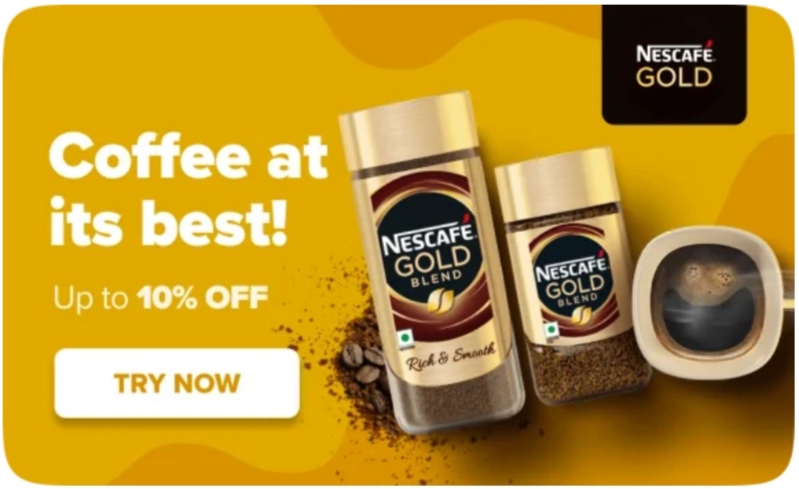 NESCAFÉ
GOLD
Coffee at
its best!
Up to 10% OFF
TRY NOW
NESCAFÉ
GOLD
BLEND
Rich & Smooth
NESCAFÉ
GOLD
BLEND